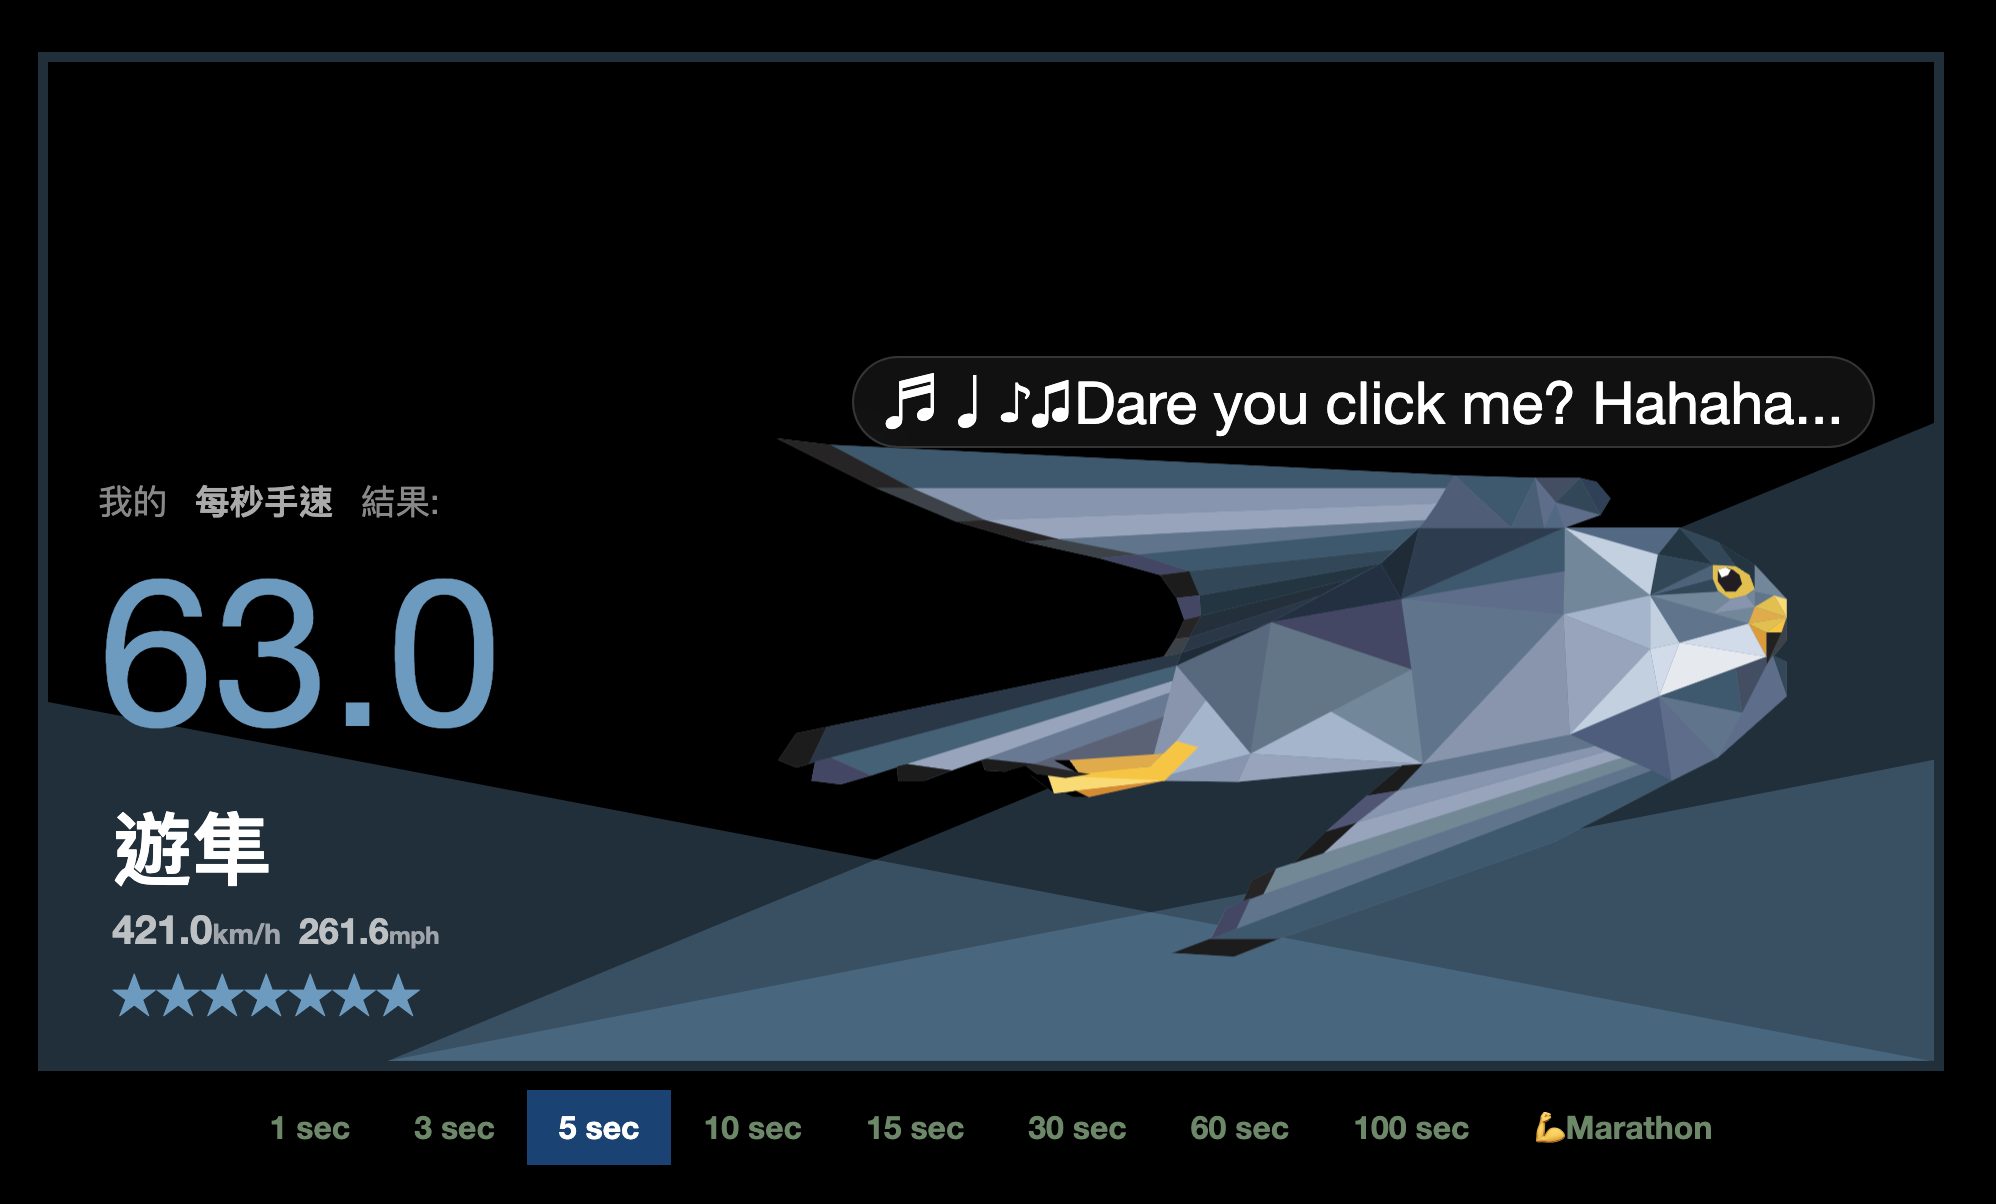 ♬ ♩ ♪♫Dare you click me? Hahaha...
我的 每秒手速 結果:
63.0
遊隼
421.0km/h 261.6mph
★★★★★★★
1 sec 3 sec 5 sec 10 sec 15 sec 30 sec 60 sec 100 sec 💪Marathon